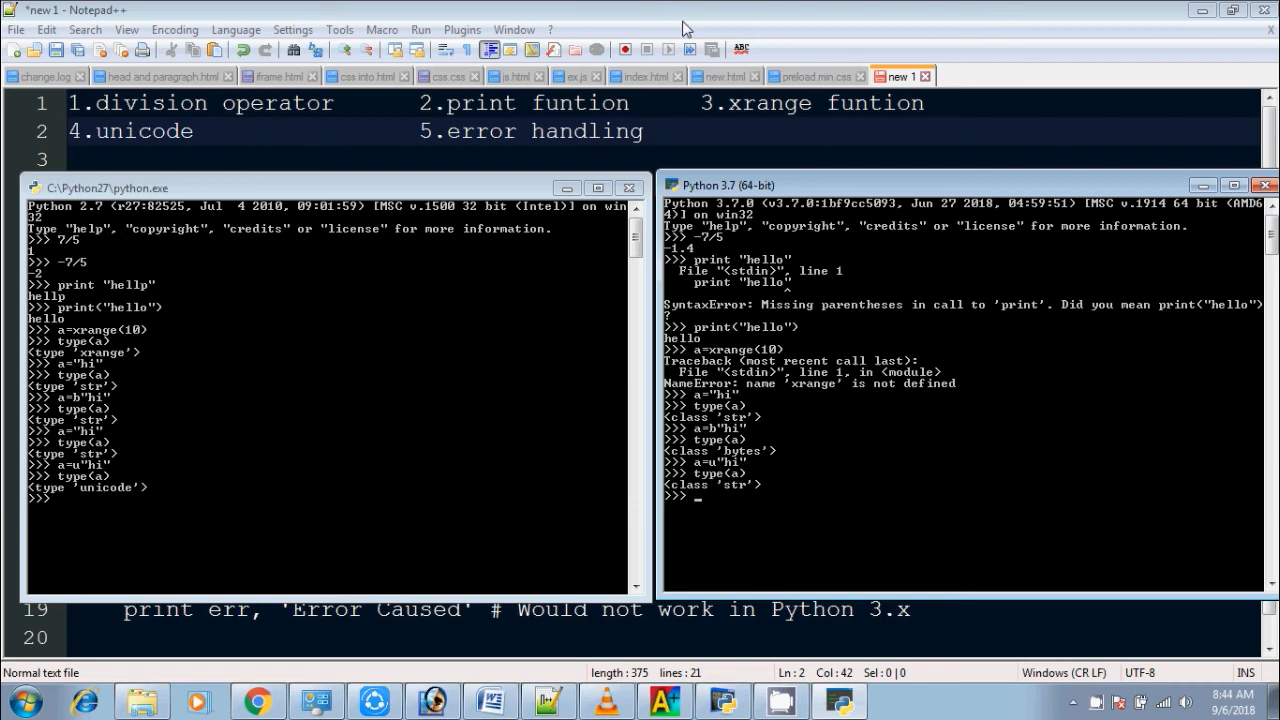 *new 1 - Notepad++
File Edit Search View Encoding Language Settings Tools Macro Run Plugins Window ? X
change.log head and paragraph.html iframe.html css into.html css.css js.html ex.js index.html new.html preload.min.css new 1
1 1.division operator 2.print funtion 3.xrange funtion
2 4.unicode 5.error handling
3
C:\Python27\python.exe
Python 2.7 (r27:82525, Jul  4 2010, 09:01:59) [MSC v.1500 32 bit (Intel)] on win
32
Type "help", "copyright", "credits" or "license" for more information.
>>> 7/5
1
>>> -7/5
-2
>>> print "hellp"
hellp
>>> print("hello")
hello
>>> a=xrange(10)
>>> type(a)
<type 'xrange'>
>>> a="hi"
>>> type(a)
<type 'str'>
>>> a=b"hi"
>>> type(a)
<type 'str'>
>>> a="hi"
>>> type(a)
<type 'str'>
>>> a=u"hi"
>>> type(a)
<type 'unicode'>
>>>
Python 3.7 (64-bit)
Python 3.7.0 (v3.7.0:1bf9cc5093, Jun 27 2018, 04:59:51) [MSC v.1914 64 bit (AMD6
4)] on win32
Type "help", "copyright", "credits" or "license" for more information.
>>> -7/5
-1.4
>>> print "hello"
File "<stdin>", line 1
print "hello"
^
SyntaxError: Missing parentheses in call to 'print'. Did you mean print("hello")
?
>>> print("hello")
hello
>>> a=xrange(10)
Traceback (most recent call last):
File "<stdin>", line 1, in <module>
NameError: name 'xrange' is not defined
>>> a="hi"
>>> type(a)
<class 'str'>
>>> a=b"hi"
>>> type(a)
<class 'bytes'>
>>> a=u"hi"
>>> type(a)
<class 'str'>
>>> _
19 print err, 'Error Caused' # Would not work in Python 3.x
20
Normal text file length : 375 lines : 21 Ln : 2 Col : 42 Sel : 0 | 0 Windows (CR LF) UTF-8 INS
8:44 AM
9/6/2018